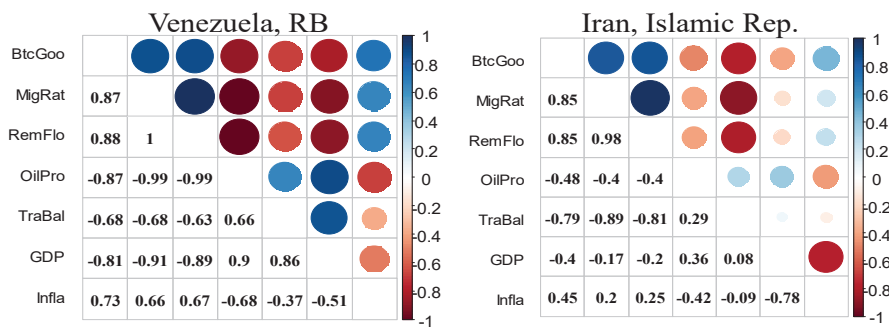 Venezuela, RB
BtcGoo
MigRat 0.87
RemFlo 0.88 1
OilPro -0.87 -0.99 -0.99
TraBal -0.68 -0.68 -0.63 0.66
GDP -0.81 -0.91 -0.89 0.9 0.86
Infla 0.73 0.66 0.67 -0.68 -0.37 -0.51
1
0.8
0.6
0.4
0.2
0
-0.2
-0.4
-0.6
-0.8
-1
Iran, Islamic Rep.
BtcGoo
MigRat 0.85
RemFlo 0.85 0.98
OilPro -0.48 -0.4 -0.4
TraBal -0.79 -0.89 -0.81 0.29
GDP -0.4 -0.17 -0.2 0.36 0.08
Infla 0.45 0.2 0.25 -0.42 -0.09 -0.78
1
0.8
0.6
0.4
0.2
0
-0.2
-0.4
-0.6
-0.8
-1